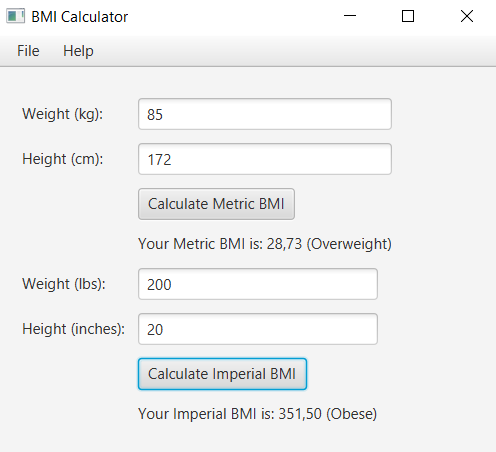 BMI Calculator
File Help
Weight (kg): 85
Height (cm): 172
Calculate Metric BMI
Your Metric BMI is: 28,73 (Overweight)
Weight (lbs): 200
Height (inches): 20
Calculate Imperial BMI
Your Imperial BMI is: 351,50 (Obese)